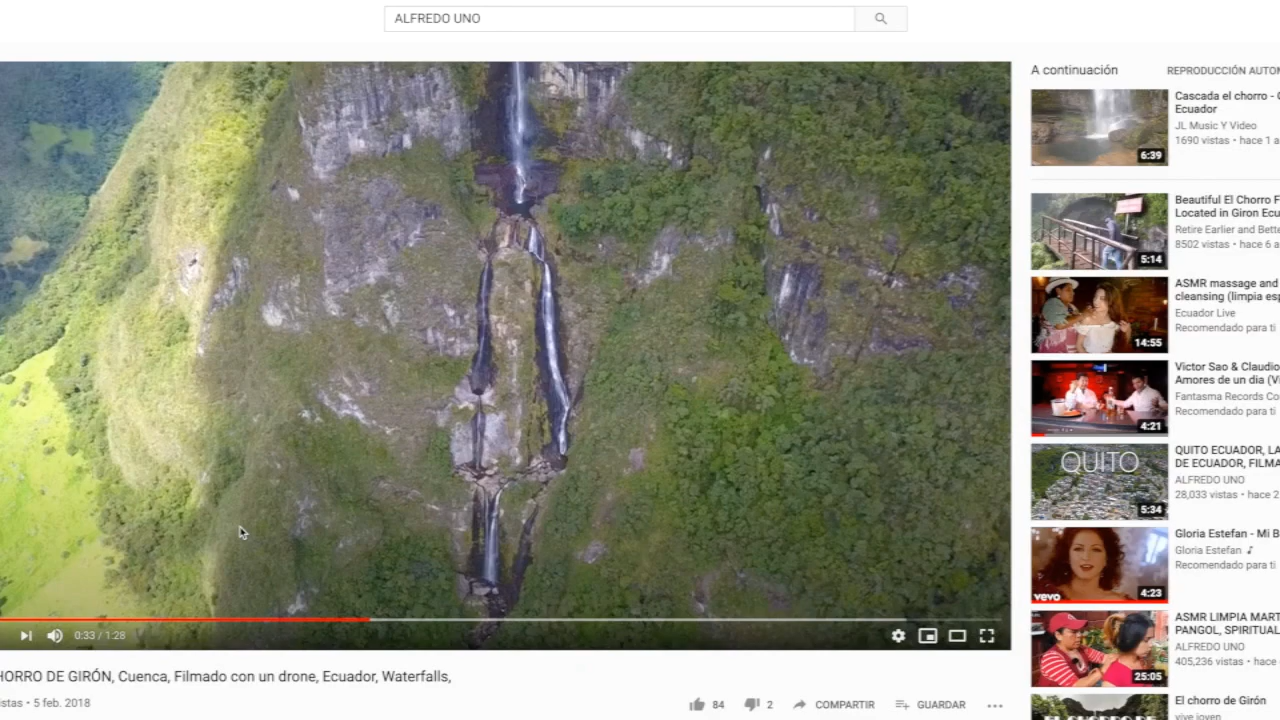 ALFREDO UNO
A continuación
REPRODUCCIÓN AUTOM
Cascada el chorro -
Ecuador
JL Music Y Video
1690 vistas • hace 1 a
6:39
Beautiful El Chorro F
Located in Giron Ecu
Retire Earlier and Bette
8502 vistas • hace 6 a
5:14
ASMR massage and
cleansing (limpia esp
Ecuador Live
Recomendado para ti
14:55
Victor Sao & Claudio
Amores de un dia (V
Fantasma Records Co
Recomendado para ti
4:21
QUITO
QUITO ECUADOR, LA
DE ECUADOR, FILMA
ALFREDO UNO
28,033 vistas • hace 2
5:34
Gloria Estefan - Mi B
Gloria Estefan
Recomendado para ti
vevo
4:23
ASMR LIMPIA MART
PANGOL, SPIRITUAL
ALFREDO UNO
405,236 vistas • hace
25:05
El chorro de Girón
vive joven
0:33 / 1:28
HORRO DE GIRÓN, Cuenca, Filmado con un drone, Ecuador, Waterfalls,
istas • 5 feb. 2018
84
2
COMPARTIR
GUARDAR